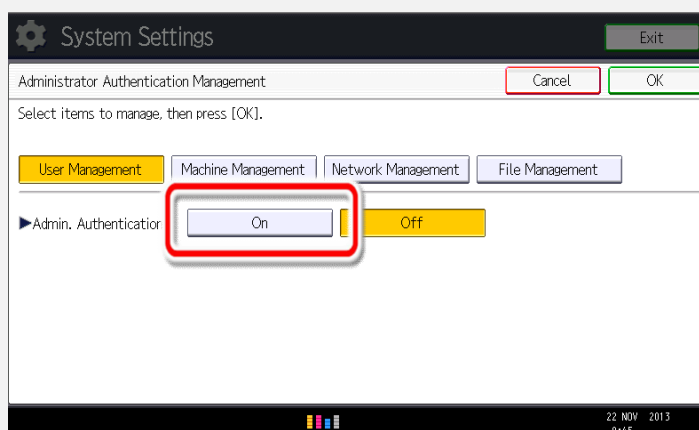 System Settings
Exit
Administrator Authentication Management
Cancel
OK
Select items to manage, then press [OK].
User Management
Machine Management
Network Management
File Management
Admin. Authentication
On
Off
22 NOV 2013